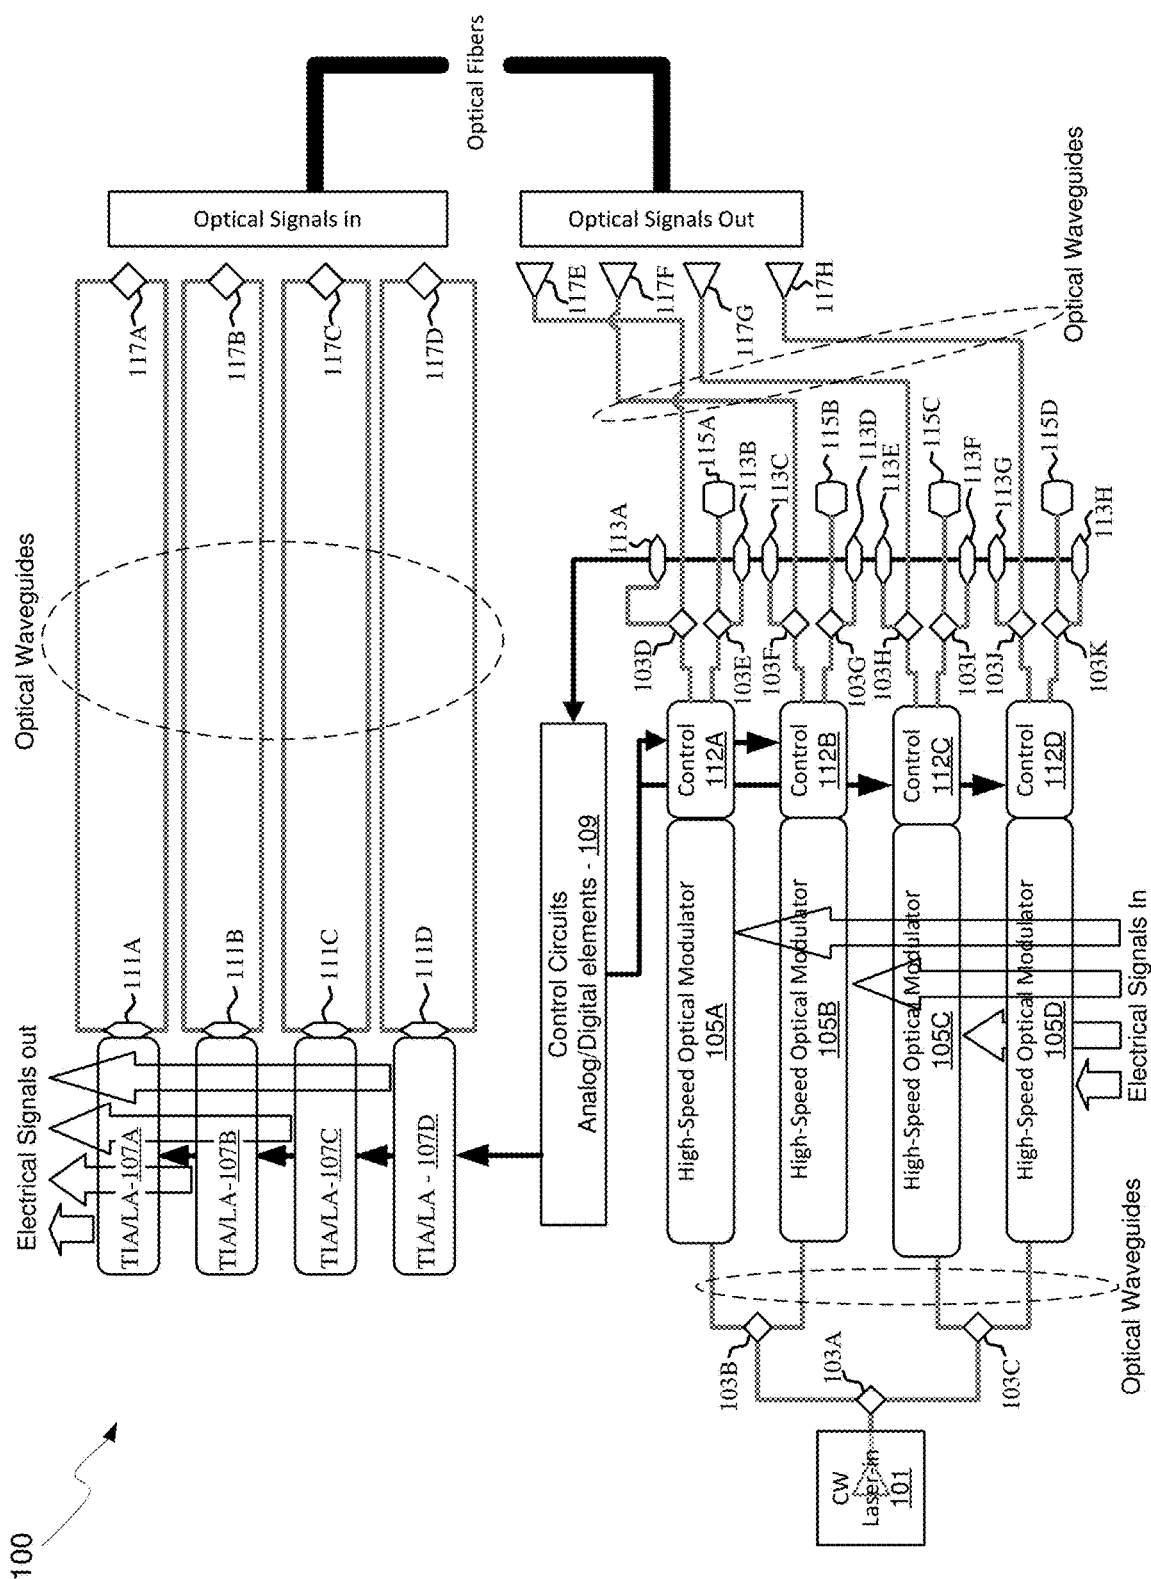 100
Electrical Signals out
TIA/LA-107A
TIA/LA-107B
TIA/LA-107C
TIA/LA - 107D
111A
111B
111C
111D
Optical Waveguides
117A
117B
117C
117D
Optical Signals in
Optical Fibers
Optical Signals Out
117E
117F
117G
117H
Optical Waveguides
Control Circuits
Analog/Digital elements - 109
CW
Laser-in
101
103A
103B
103C
Optical Waveguides
High-Speed Optical Modulator
105A
High-Speed Optical Modulator
105B
High-Speed Optical Modulator
105C
High-Speed Optical Modulator
105D
Electrical Signals In
Control
112A
Control
112B
Control
112C
Control
112D
103D
103E
103F
103G
103H
103I
103J
103K
113A
115A
113B
113C
115B
113D
113E
115C
113F
113G
115D
113H